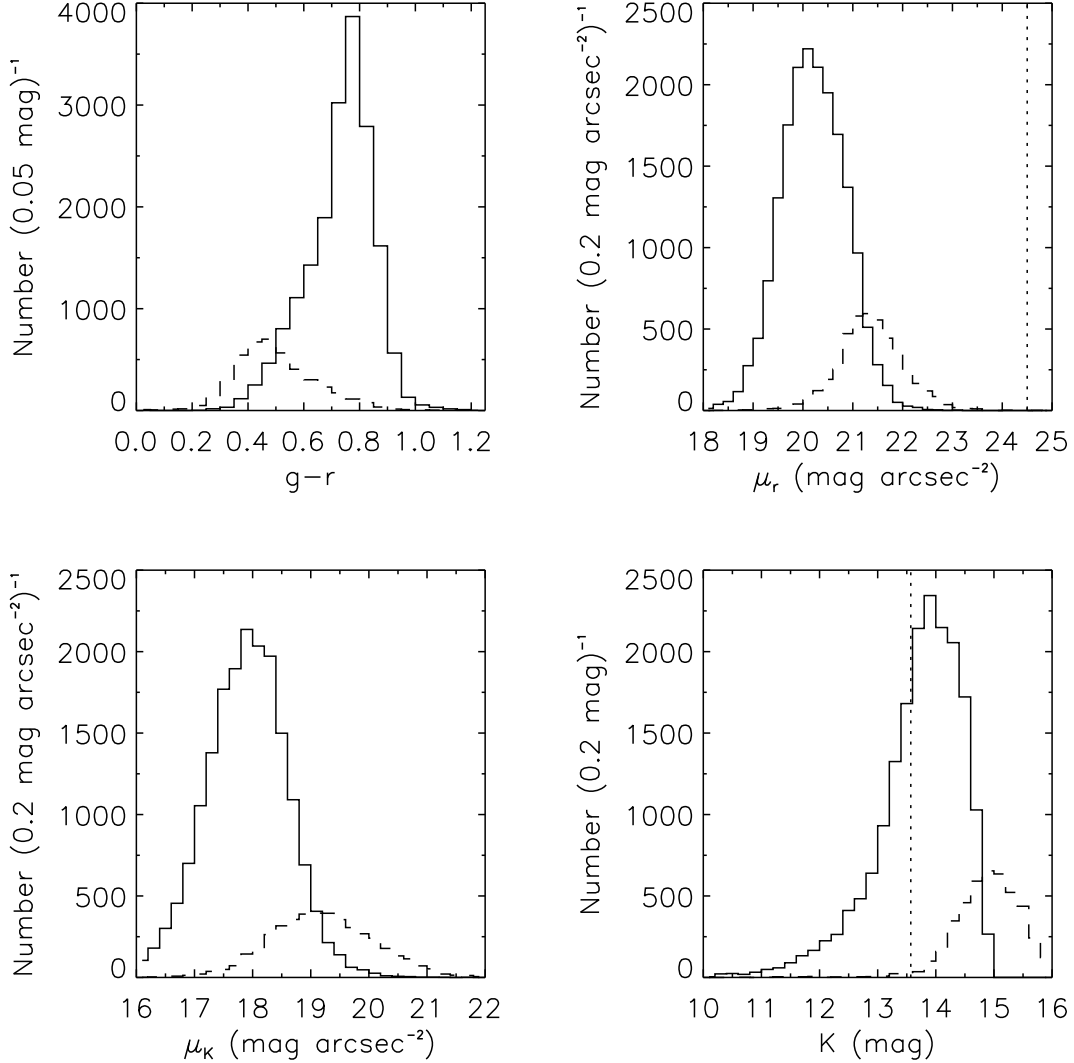 Number (0.05 mag)⁻¹
4000
3000
2000
1000
0
0.0 0.2 0.4 0.6 0.8 1.0 1.2
g−r
Number (0.2 mag arcsec⁻²)⁻¹
2500
2000
1500
1000
500
0
18 19 20 21 22 23 24 25
μr (mag arcsec⁻²)
Number (0.2 mag arcsec⁻²)⁻¹
2500
2000
1500
1000
500
0
16 17 18 19 20 21 22
μK (mag arcsec⁻²)
Number (0.2 mag)⁻¹
2500
2000
1500
1000
500
0
10 11 12 13 14 15 16
K (mag)